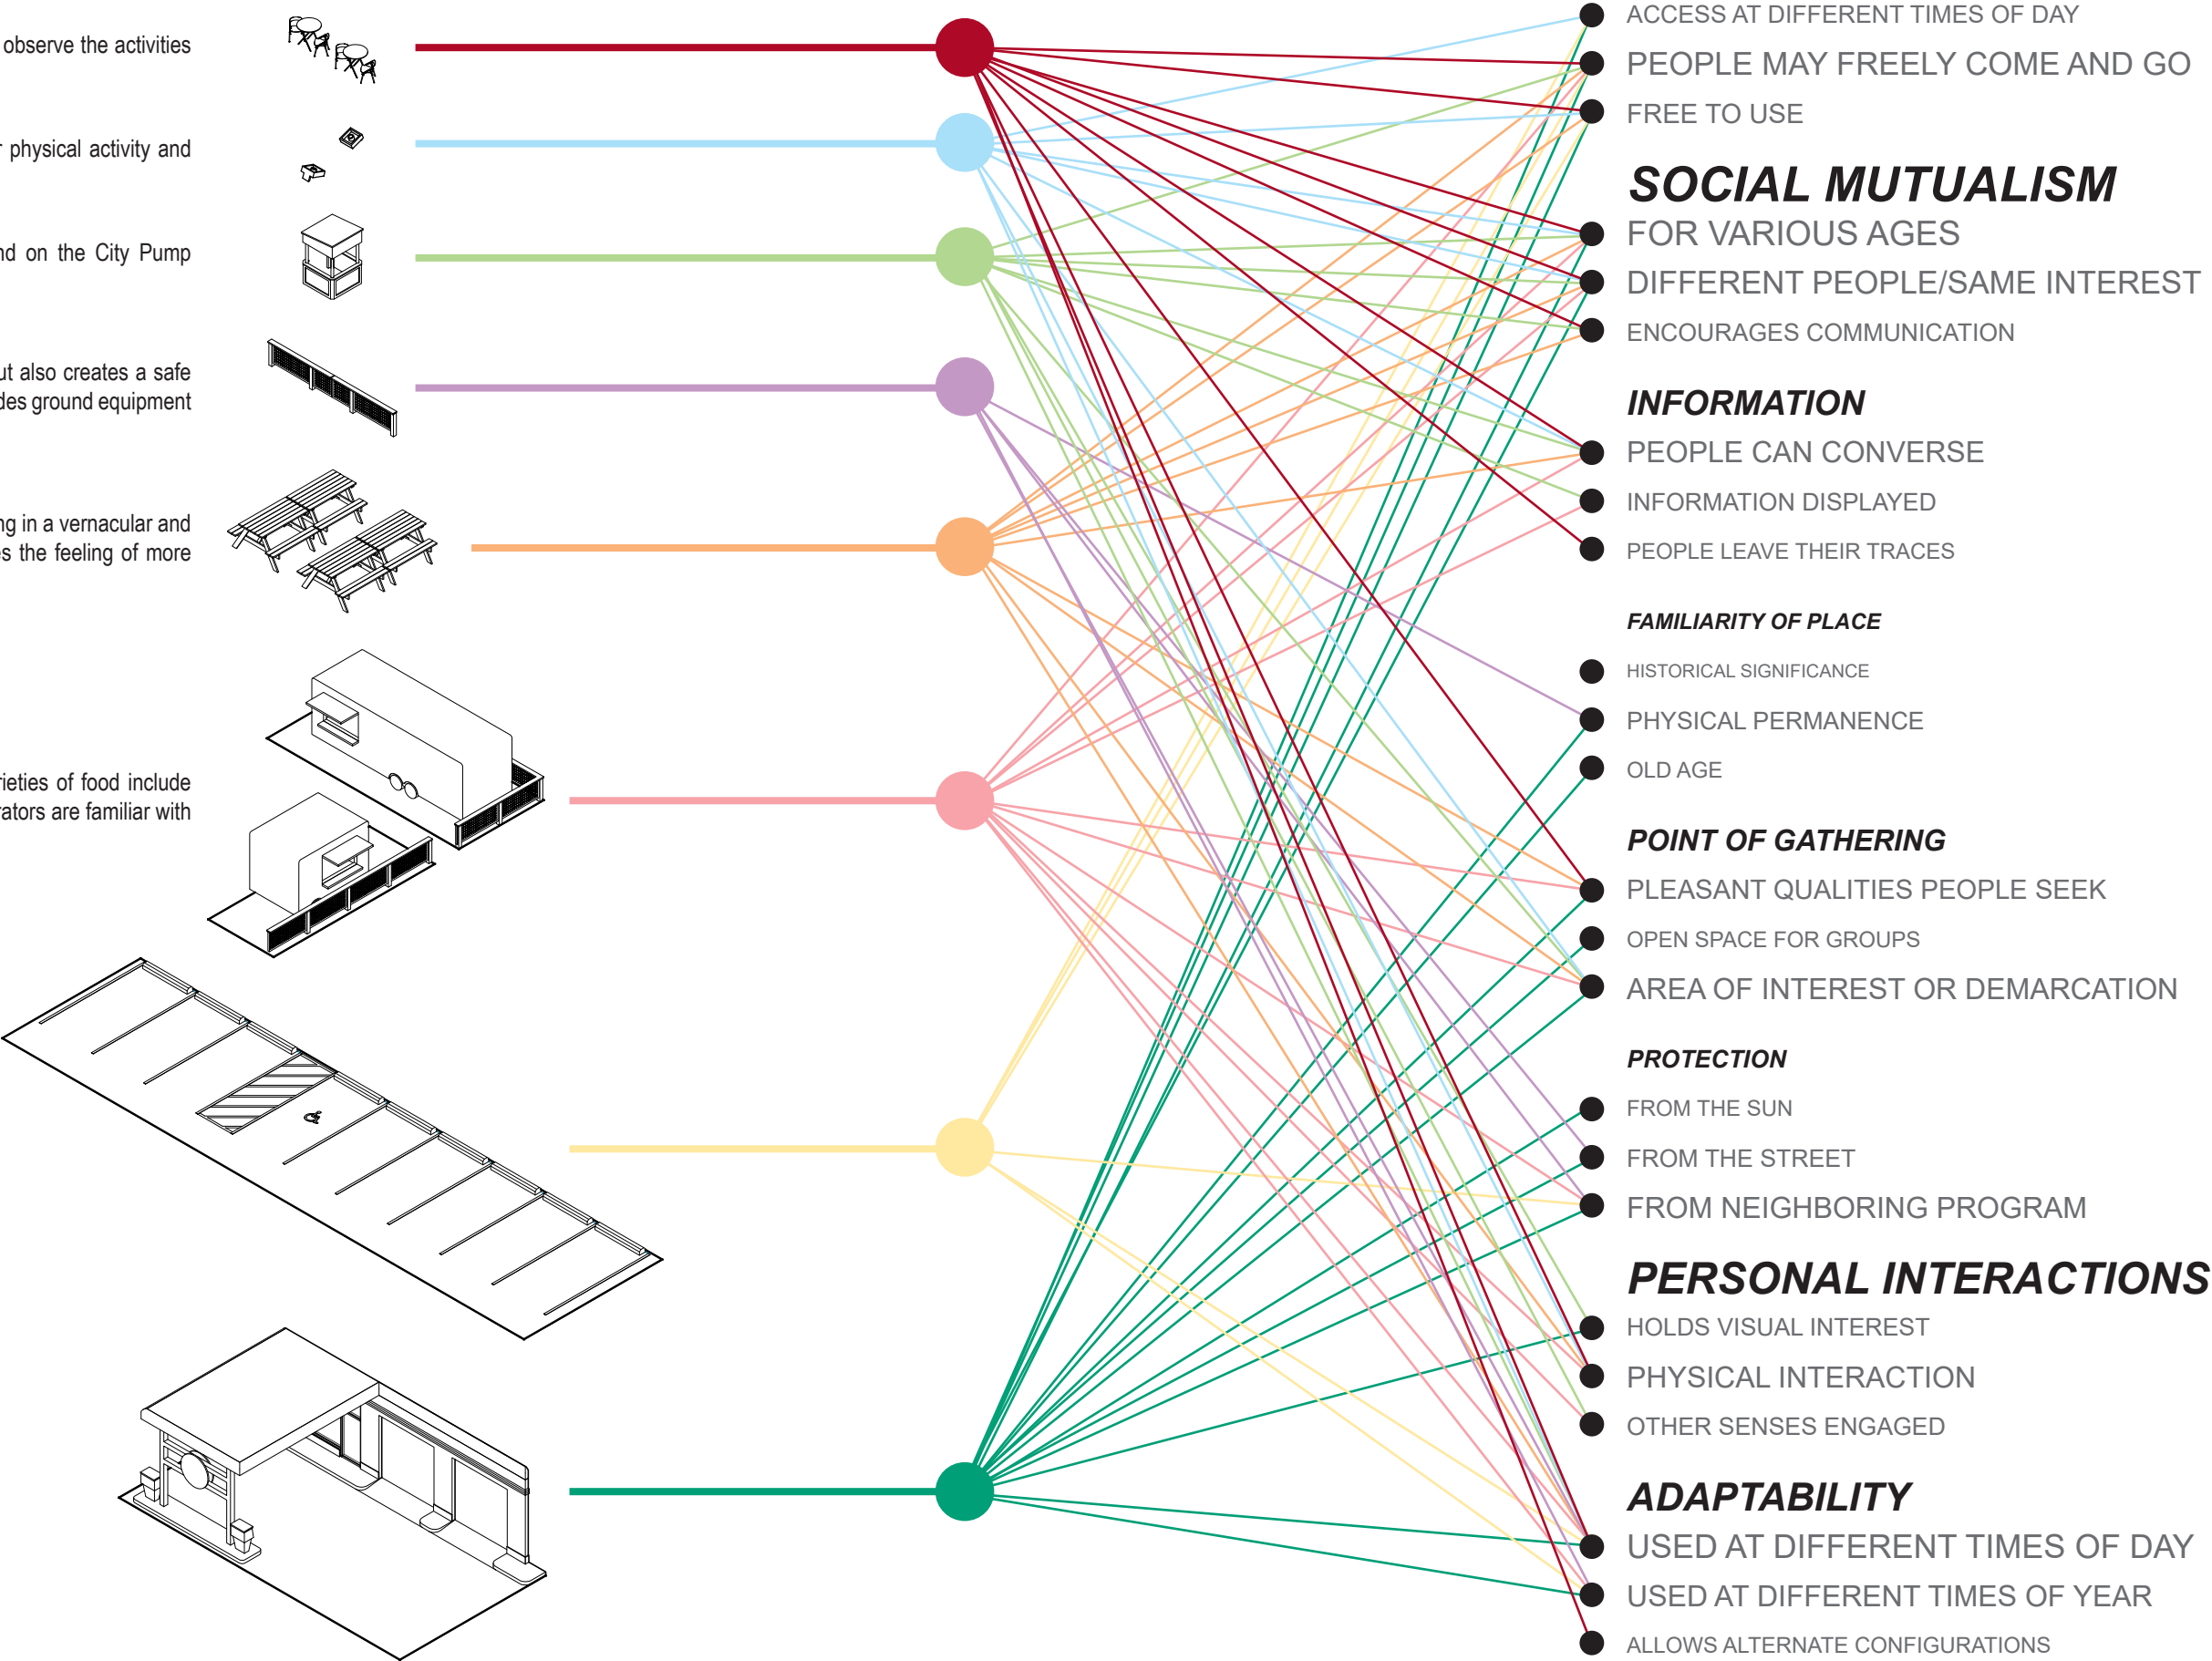 observe the activities
r physical activity and
nd on the City Pump
ut also creates a safe
des ground equipment
ng in a vernacular and
es the feeling of more
rieties of food include
rators are familiar with
ACCESS AT DIFFERENT TIMES OF DAY
PEOPLE MAY FREELY COME AND GO
FREE TO USE
SOCIAL MUTUALISM
FOR VARIOUS AGES
DIFFERENT PEOPLE/SAME INTEREST
ENCOURAGES COMMUNICATION
INFORMATION
PEOPLE CAN CONVERSE
INFORMATION DISPLAYED
PEOPLE LEAVE THEIR TRACES
FAMILIARITY OF PLACE
HISTORICAL SIGNIFICANCE
PHYSICAL PERMANENCE
OLD AGE
POINT OF GATHERING
PLEASANT QUALITIES PEOPLE SEEK
OPEN SPACE FOR GROUPS
AREA OF INTEREST OR DEMARCATION
PROTECTION
FROM THE SUN
FROM THE STREET
FROM NEIGHBORING PROGRAM
PERSONAL INTERACTIONS
HOLDS VISUAL INTEREST
PHYSICAL INTERACTION
OTHER SENSES ENGAGED
ADAPTABILITY
USED AT DIFFERENT TIMES OF DAY
USED AT DIFFERENT TIMES OF YEAR
ALLOWS ALTERNATE CONFIGURATIONS